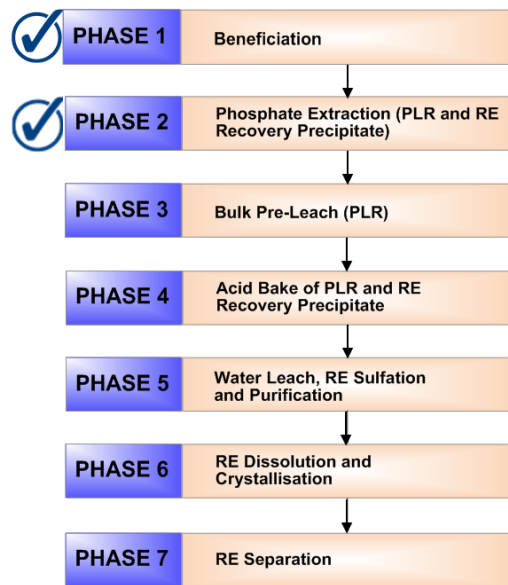 PHASE 1
Beneficiation
PHASE 2
Phosphate Extraction (PLR and RE
Recovery Precipitate)
PHASE 3
Bulk Pre-Leach (PLR)
PHASE 4
Acid Bake of PLR and RE
Recovery Precipitate
PHASE 5
Water Leach, RE Sulfation
and Purification
PHASE 6
RE Dissolution and
Crystallisation
PHASE 7
RE Separation